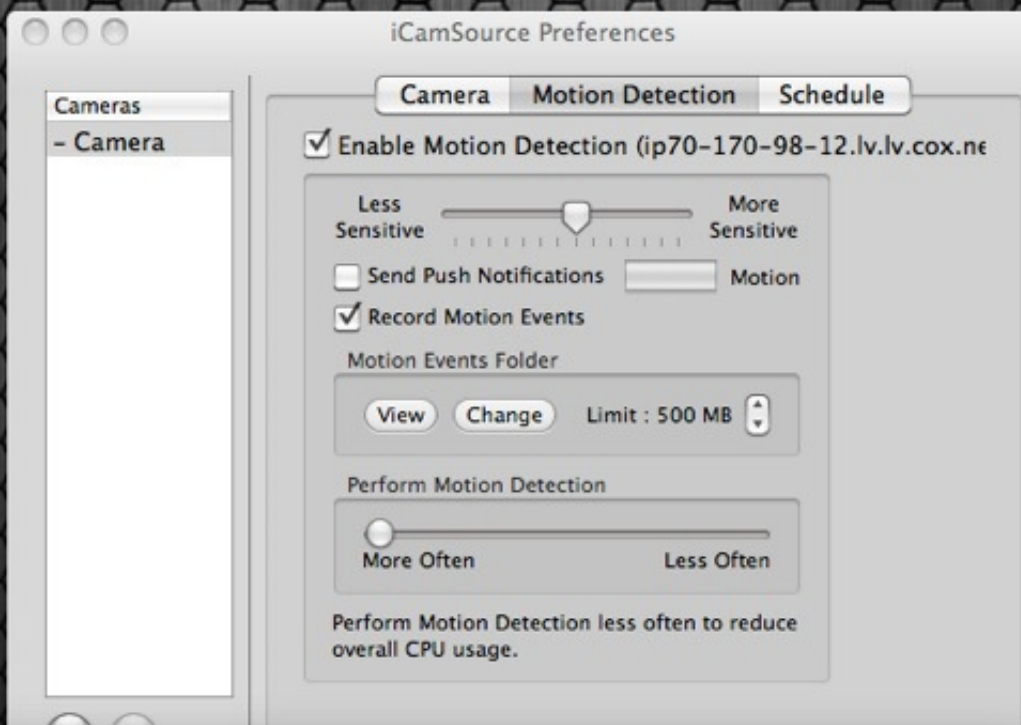 iCamSource Preferences
Cameras
– Camera
Camera Motion Detection Schedule
Enable Motion Detection (ip70-170-98-12.lv.lv.cox.ne
Less Sensitive More Sensitive
Send Push Notifications Motion
Record Motion Events
Motion Events Folder
View Change Limit : 500 MB
Perform Motion Detection
More Often Less Often
Perform Motion Detection less often to reduce
overall CPU usage.